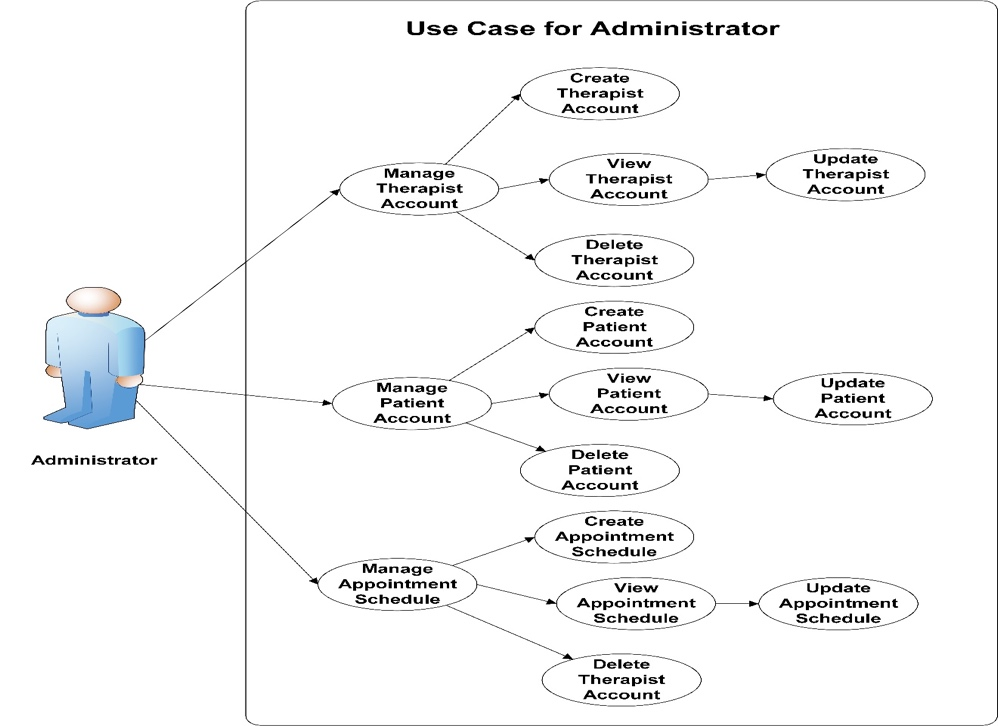 Use Case for Administrator
Create
Therapist
Account
Manage
Therapist
Account
View
Therapist
Account
Update
Therapist
Account
Delete
Therapist
Account
Create
Patient
Account
Manage
Patient
Account
View
Patient
Account
Update
Patient
Account
Delete
Patient
Account
Administrator
Create
Appointment
Schedule
Manage
Appointment
Schedule
View
Appointment
Schedule
Update
Appointment
Schedule
Delete
Therapist
Account